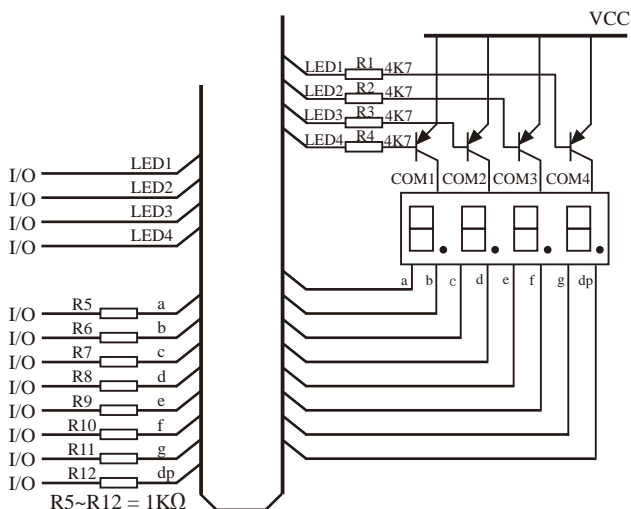 VCC
LED1 R1 4K7
LED2 R2 4K7
LED3 R3 4K7
LED4 R4 4K7
I/O LED1
I/O LED2
I/O LED3
I/O LED4
COM1 COM2 COM3 COM4
a b c d e f g dp
I/O R5 a
I/O R6 b
I/O R7 c
I/O R8 d
I/O R9 e
I/O R10 f
I/O R11 g
I/O R12 dp
R5~R12 = 1KΩ